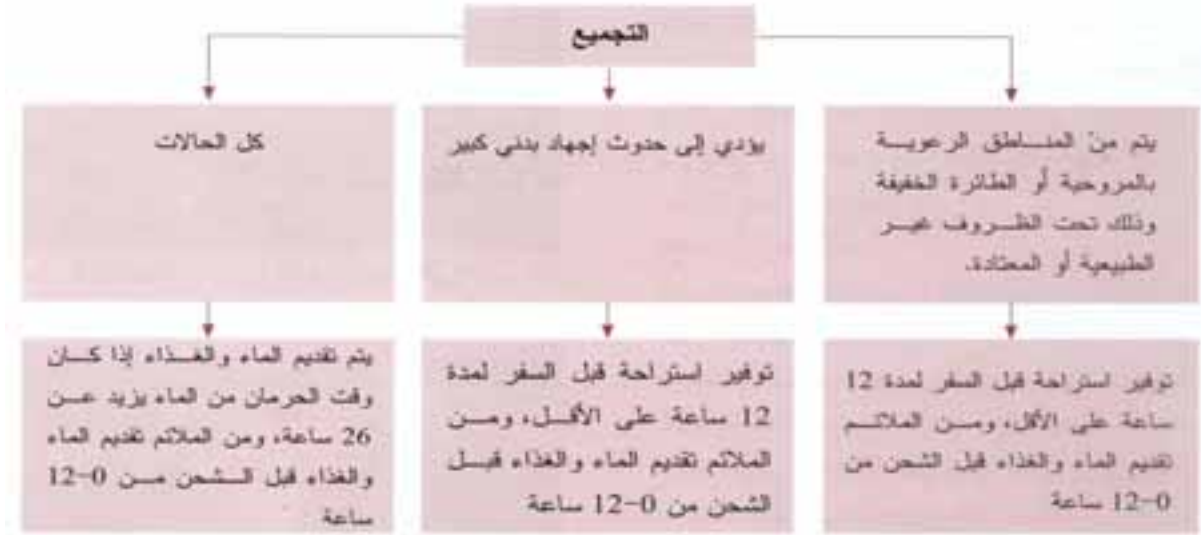 التجميع
يتم من المناطق الرعوية
بالمروحية أو الطائرة الخفيفة
وذلك تحت الظروف غير
الطبيعية أو المعتادة.
يؤدي إلى حدوث إجهاد بدني كبير
كل الحالات
توفير استراحة قبل السفر لمدة 12
ساعة على الأقل، ومن الملائم
تقديم الماء والغذاء قبل الشحن من
0-12 ساعة
توفير استراحة قبل السفر لمدة
12 ساعة على الأقل، ومن
الملائم تقديم الماء والغذاء قبل
الشحن من 0-12 ساعة
يتم تقديم الماء والغذاء إذا كان
وقت الحرمان من الماء يزيد عن
26 ساعة، ومن الملائم تقديم الماء
والغذاء قبل الشحن من 0-12
ساعة